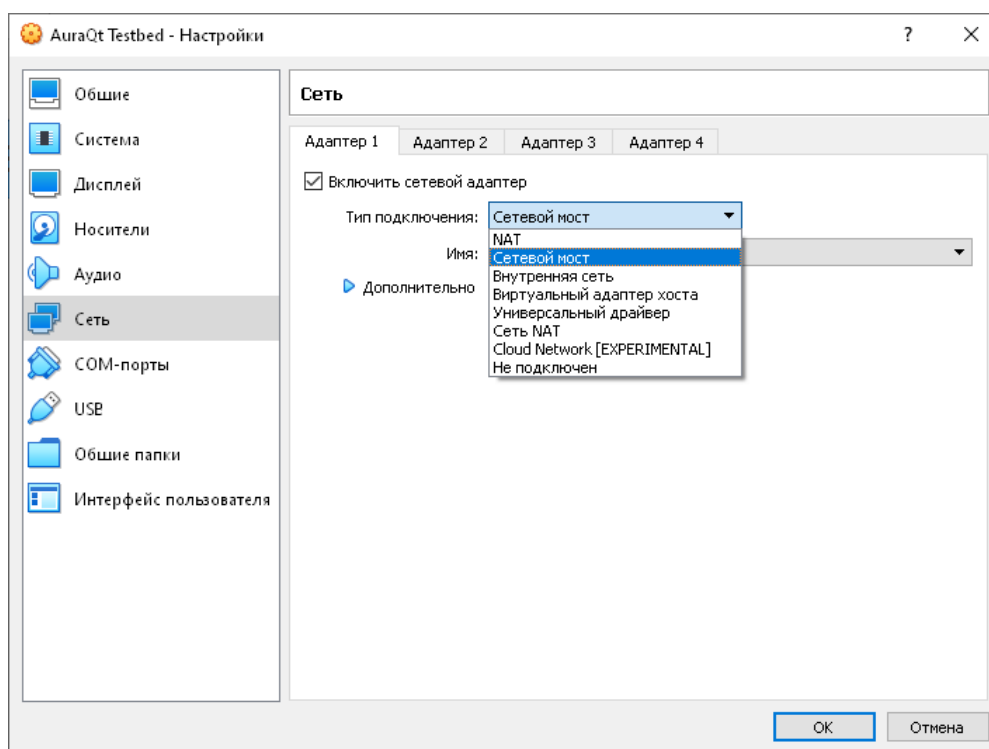 AuraQt Testbed - Настройки
?
Общие
Система
Дисплей
Носители
Аудио
Сеть
COM-порты
USB
Общие папки
Интерфейс пользователя
Сеть
Адаптер 1 Адаптер 2 Адаптер 3 Адаптер 4
Включить сетевой адаптер
Тип подключения: Сетевой мост
Имя:
Дополнительно
NAT
Сетевой мост
Внутренняя сеть
Виртуальный адаптер хоста
Универсальный драйвер
Сеть NAT
Cloud Network [EXPERIMENTAL]
Не подключен
OK Отмена